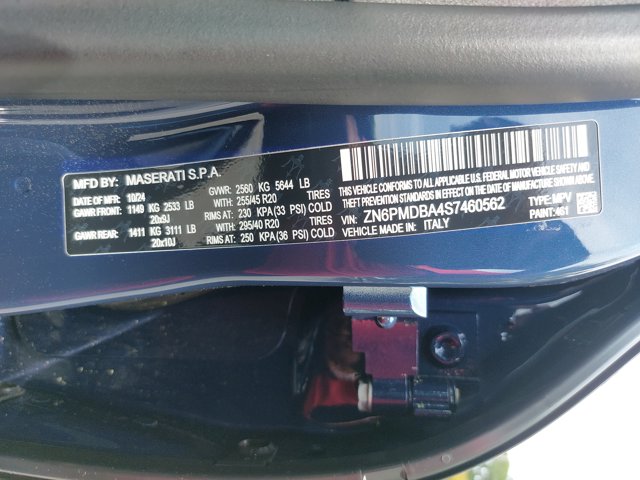 MFD BY: MASERATI S.P.A.
DATE OF MFR: 10/24 GVWR: 2560 KG 5644 LB
GAWR FRONT: 1149 KG 2533 LB WITH: 255/45 R20 TIRES
20x9J RIMS AT: 230 KPA (33 PSI) COLD
GAWR REAR: 1411 KG 3111 LB WITH: 295/40 R20 TIRES
20x10J RIMS AT: 250 KPA (36 PSI) COLD
THIS VEHICLE CONFORMS TO ALL APPLICABLE U.S. FEDERAL MOTOR VEHICLE SAFETY,
BUMPER, AND THEFT PREVENTION STANDARDS IN EFFECT ON THE DATE OF MANUFACTURE SHOWN ABOVE.
VIN: ZN6PMDBA4S7460562 TYPE: MPV
VEHICLE MADE IN: ITALY PAINT: 461